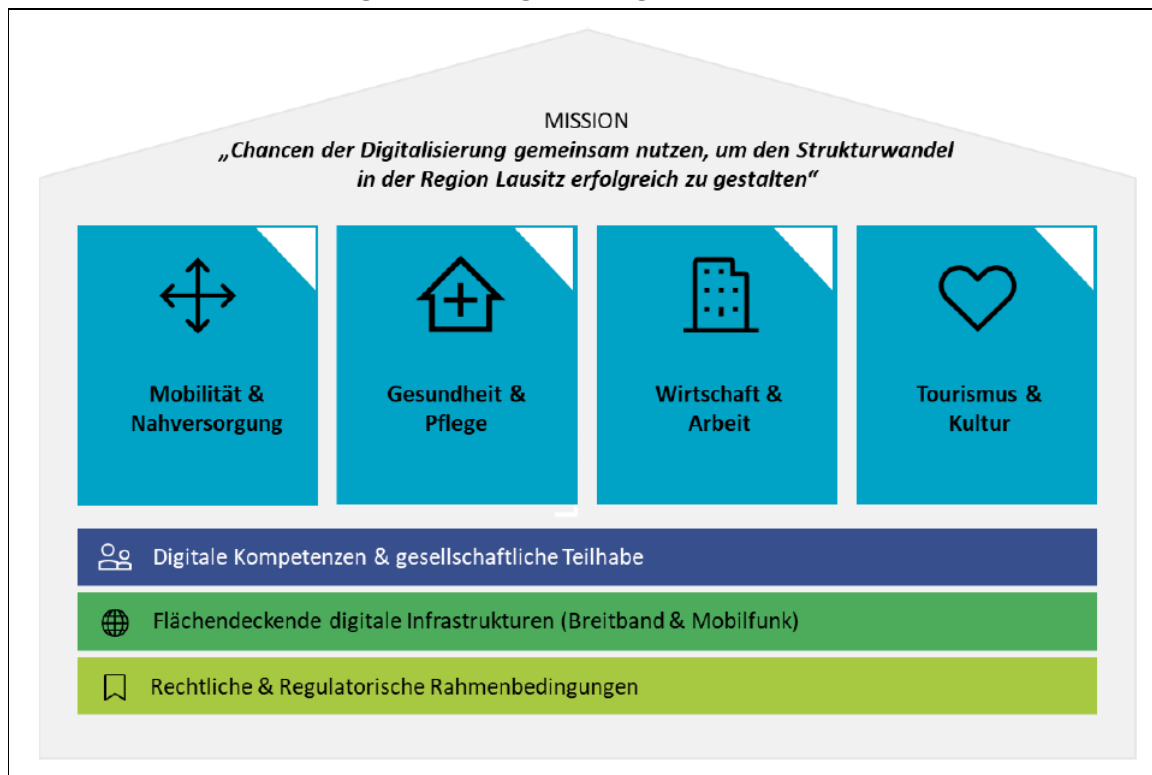 MISSION
„Chancen der Digitalisierung gemeinsam nutzen, um den Strukturwandel
in der Region Lausitz erfolgreich zu gestalten“
Mobilität &
Nahversorgung
Gesundheit &
Pflege
Wirtschaft &
Arbeit
Tourismus &
Kultur
Digitale Kompetenzen & gesellschaftliche Teilhabe
Flächendeckende digitale Infrastrukturen (Breitband & Mobilfunk)
Rechtliche & Regulatorische Rahmenbedingungen